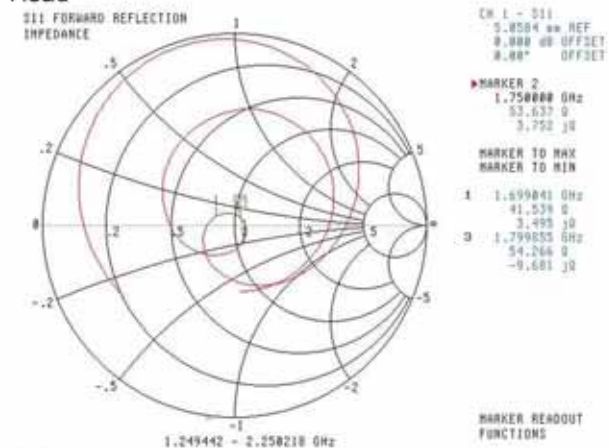 S11 FORWARD REFLECTION
IMPEDANCE
CH 1 - S11
5.0584 mm REF
0.000 dB OFFSET
0.00° OFFSET
▶MARKER 2
1.750000 GHz
53.637 Ω
3.752 jΩ
MARKER TO MAX
MARKER TO MIN
1 1.699041 GHz
41.539 Ω
3.495 jΩ
3 1.799855 GHz
54.266 Ω
-9.681 jΩ
MARKER READOUT
FUNCTIONS
1
.5
2
.2
5
0
.2
.5
1
2
5
∞
-.2
-5
-.5
-2
-1
1.249442 - 2.250218 GHz